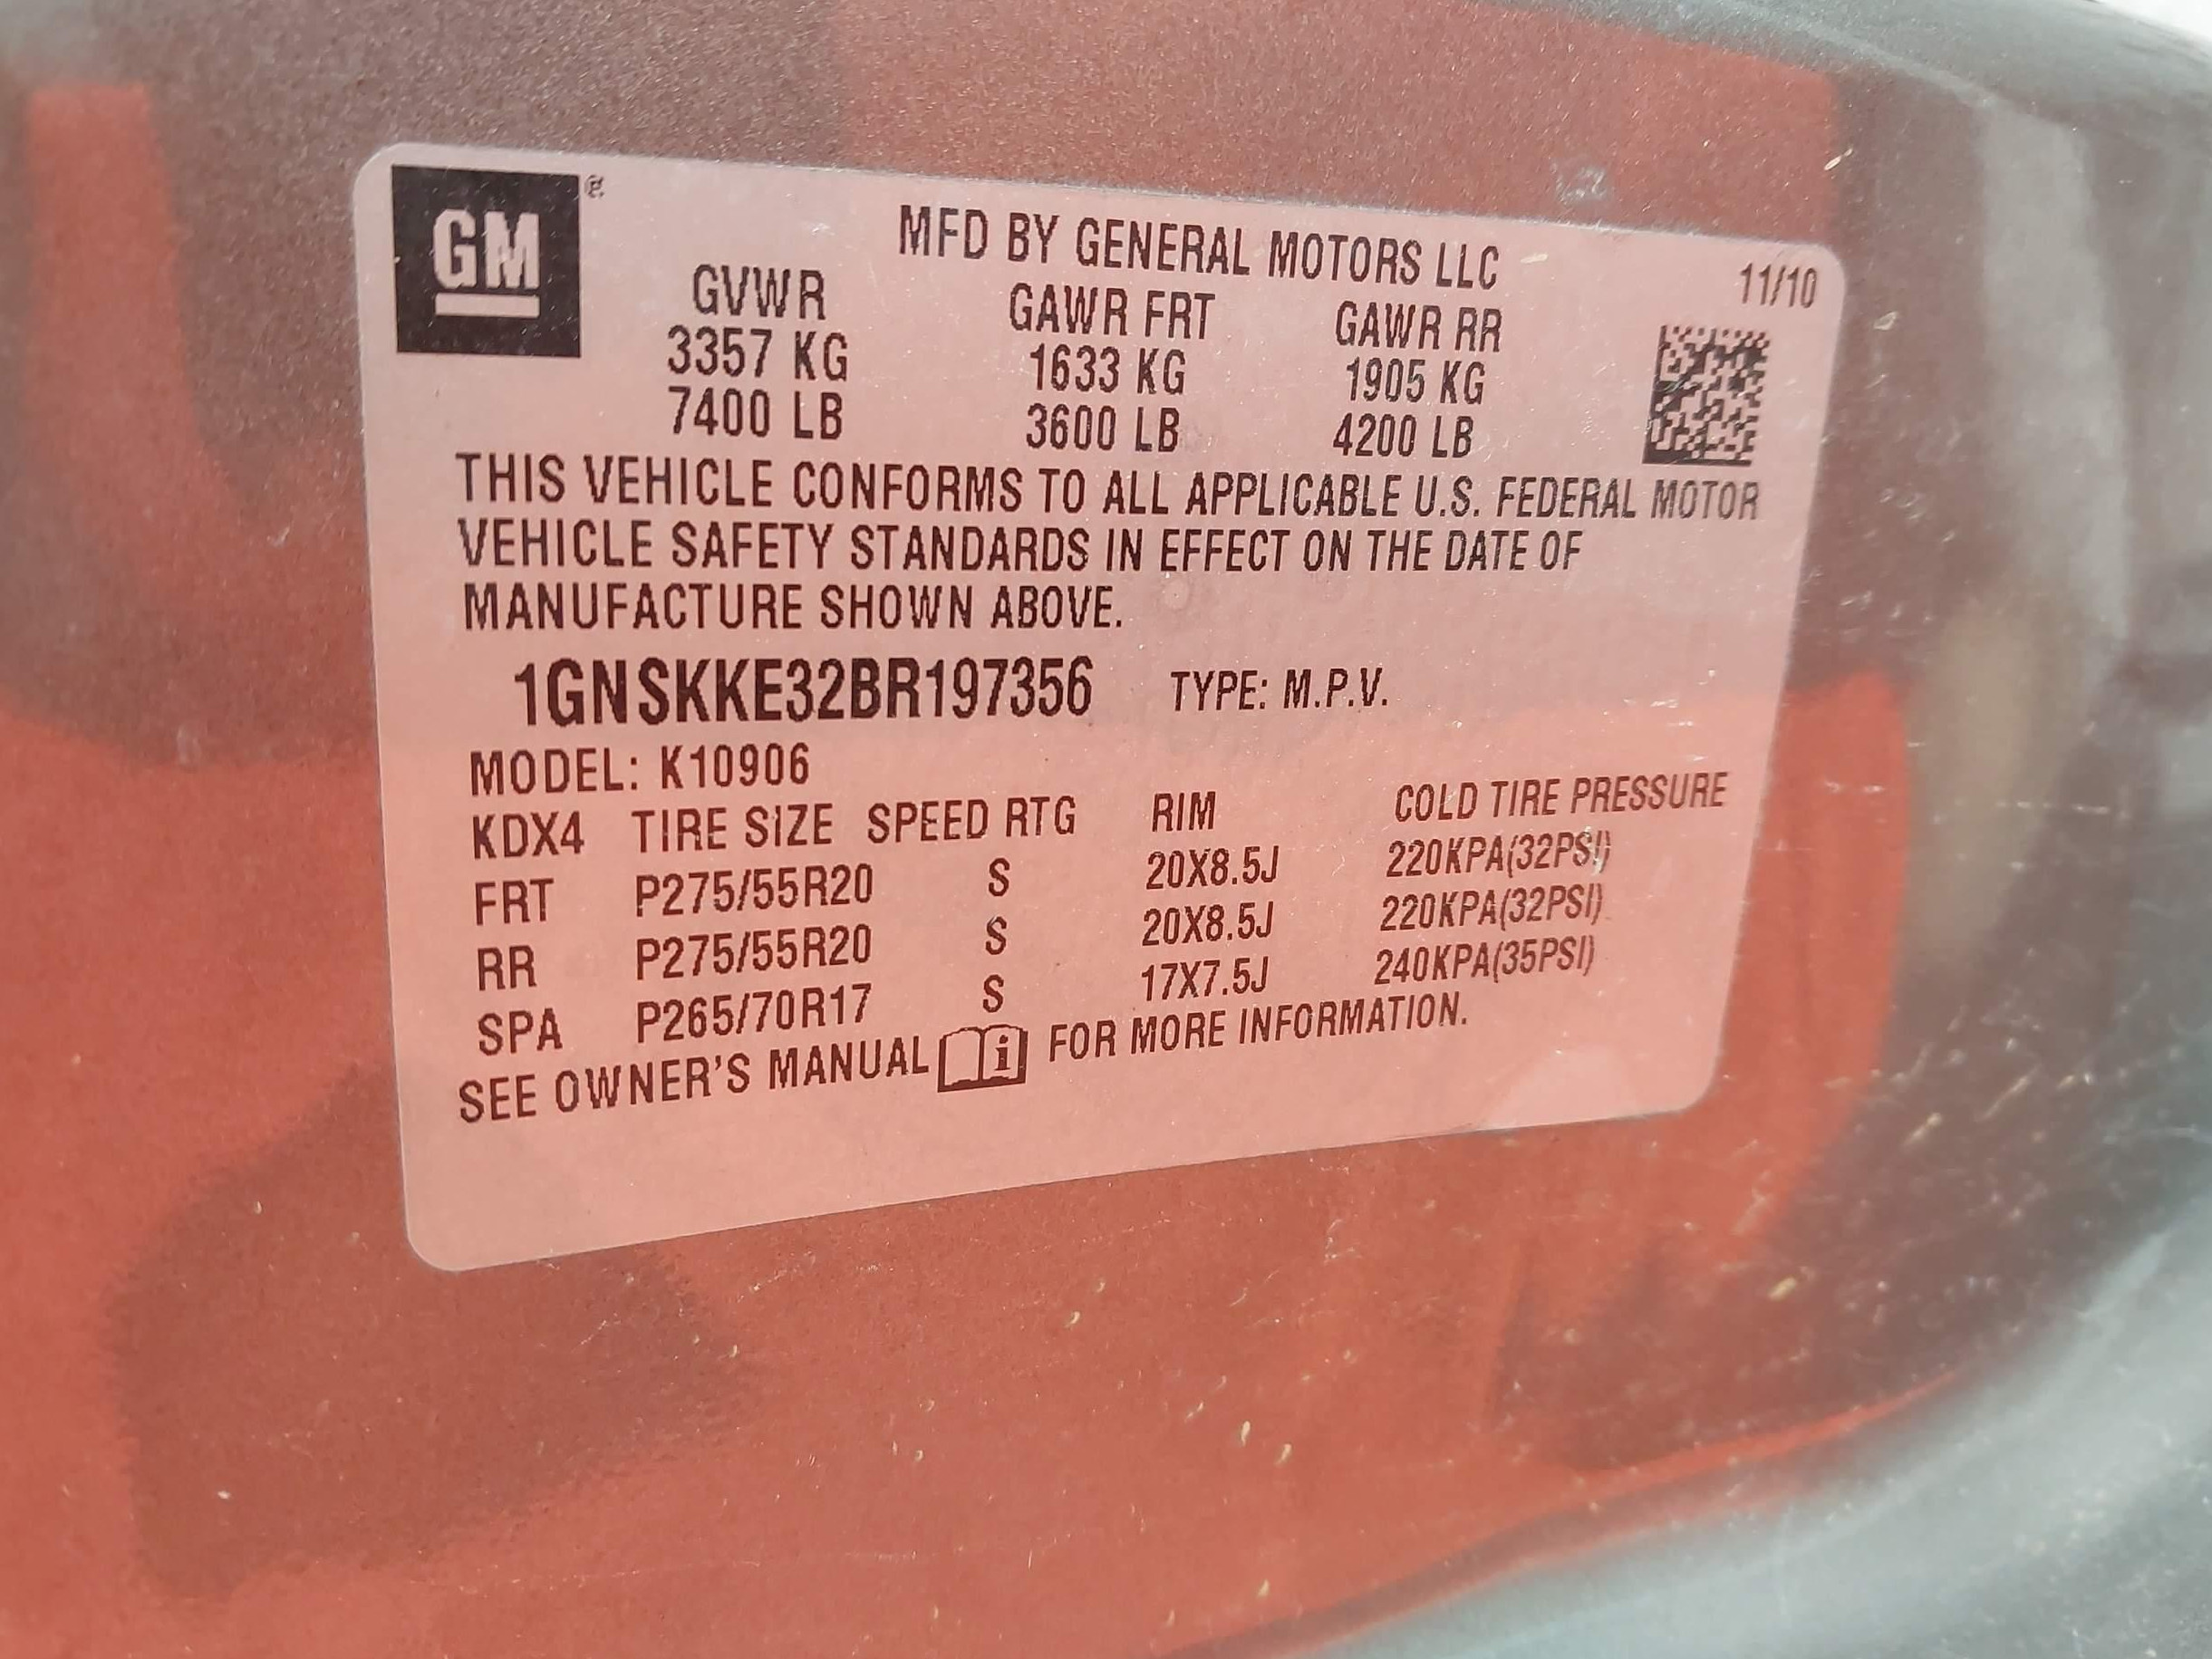 GM®
MFD BY GENERAL MOTORS LLC 11/10
GVWR GAWR FRT GAWR RR
3357 KG 1633 KG 1905 KG
7400 LB 3600 LB 4200 LB
THIS VEHICLE CONFORMS TO ALL APPLICABLE U.S. FEDERAL MOTOR
VEHICLE SAFETY STANDARDS IN EFFECT ON THE DATE OF
MANUFACTURE SHOWN ABOVE.
1GNSKKE32BR197356 TYPE: M.P.V.
MODEL: K10906
KDX4 TIRE SIZE SPEED RTG RIM COLD TIRE PRESSURE
FRT P275/55R20 S 20X8.5J 220KPA(32PSI)
RR P275/55R20 S 20X8.5J 220KPA(32PSI)
SPA P265/70R17 S 17X7.5J 240KPA(35PSI)
SEE OWNER'S MANUAL i FOR MORE INFORMATION.